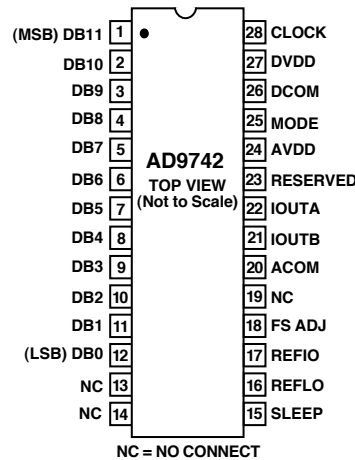 (MSB) DB11 1 28 CLOCK
DB10 2 27 DVDD
DB9 3 26 DCOM
DB8 4 25 MODE
DB7 5 24 AVDD
AD9742
DB6 6 23 RESERVED
TOP VIEW
(Not to Scale)
DB5 7 22 IOUTA
DB4 8 21 IOUTB
DB3 9 20 ACOM
DB2 10 19 NC
DB1 11 18 FS ADJ
(LSB) DB0 12 17 REFIO
NC 13 16 REFLO
NC 14 15 SLEEP
NC = NO CONNECT